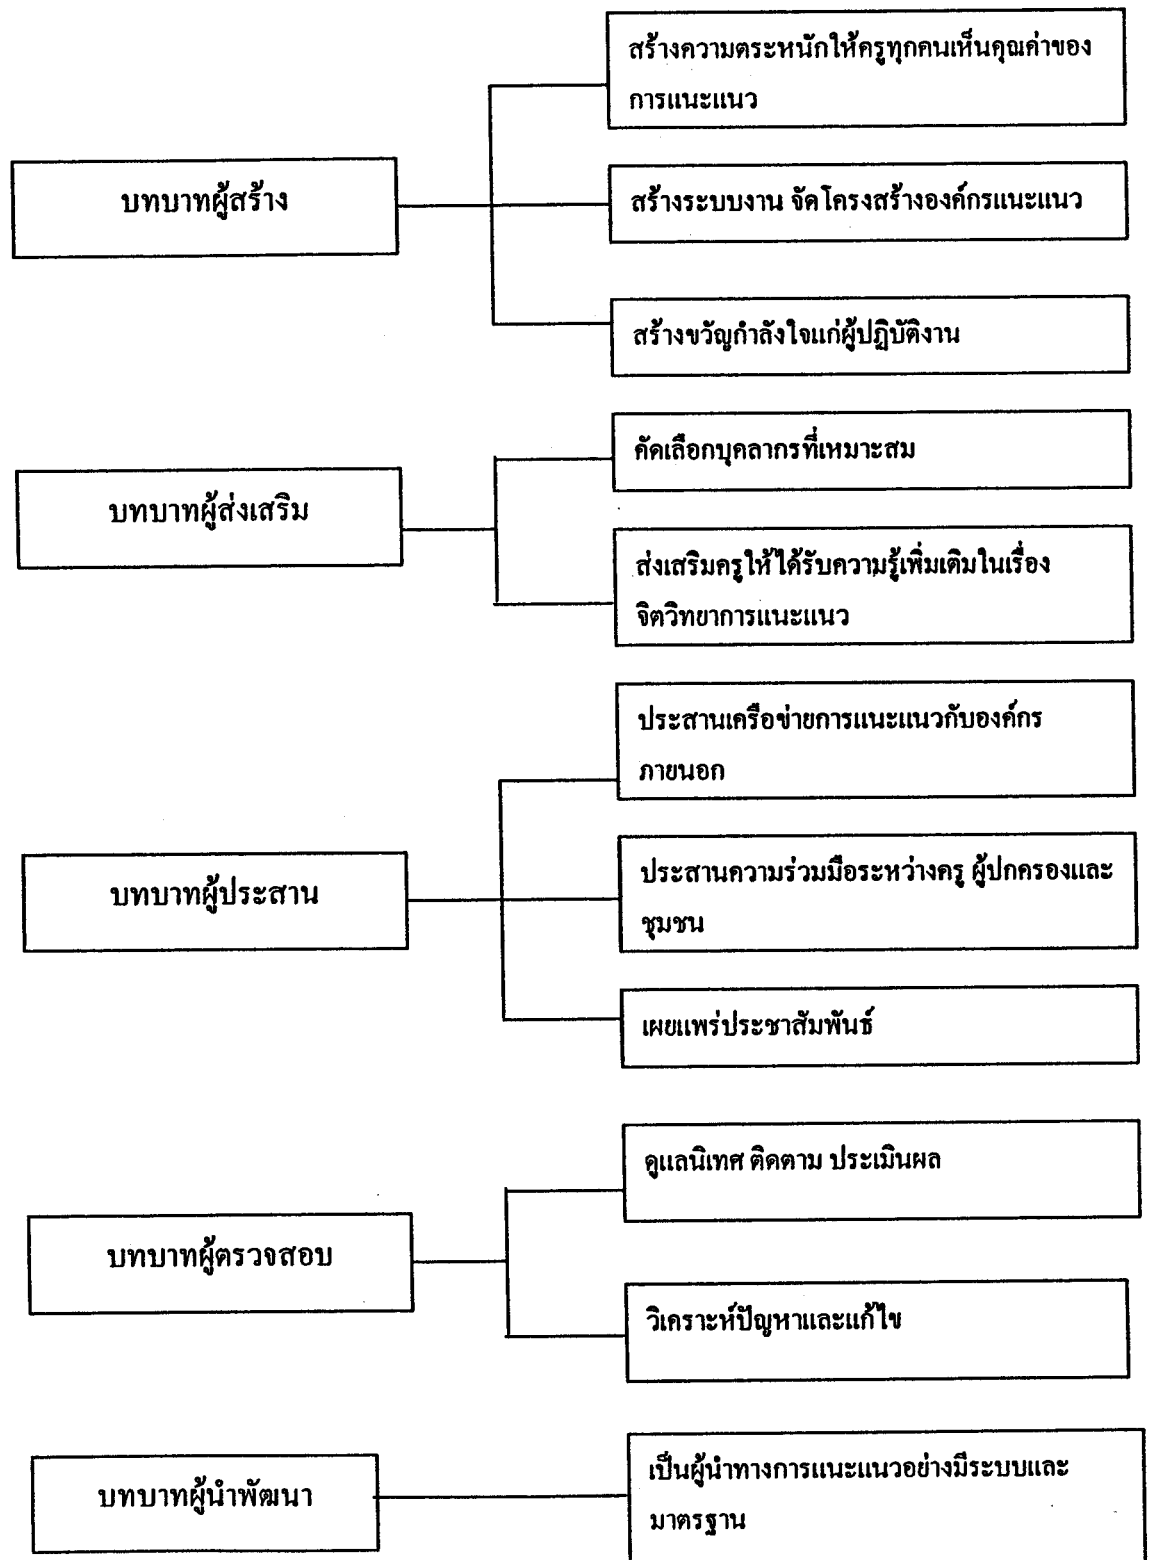 บทบาทผู้สร้าง
สร้างความตระหนักให้ครูทุกคนเห็นคุณค่าของ
การแนะแนว
สร้างระบบงาน จัดโครงสร้างองค์กรแนะแนว
สร้างขวัญกำลังใจแก่ผู้ปฏิบัติงาน
บทบาทผู้ส่งเสริม
คัดเลือกบุคลากรที่เหมาะสม
ส่งเสริมครูให้ได้รับความรู้เพิ่มเติมในเรื่อง
จิตวิทยาการแนะแนว
บทบาทผู้ประสาน
ประสานเครือข่ายการแนะแนวกับองค์กร
ภายนอก
ประสานความร่วมมือระหว่างครู ผู้ปกครองและ
ชุมชน
เผยแพร่ประชาสัมพันธ์
บทบาทผู้ตรวจสอบ
ดูแลนิเทศ ติดตาม ประเมินผล
วิเคราะห์ปัญหาและแก้ไข
บทบาทผู้นำพัฒนา
เป็นผู้นำทางการแนะแนวอย่างมีระบบและ
มาตรฐาน